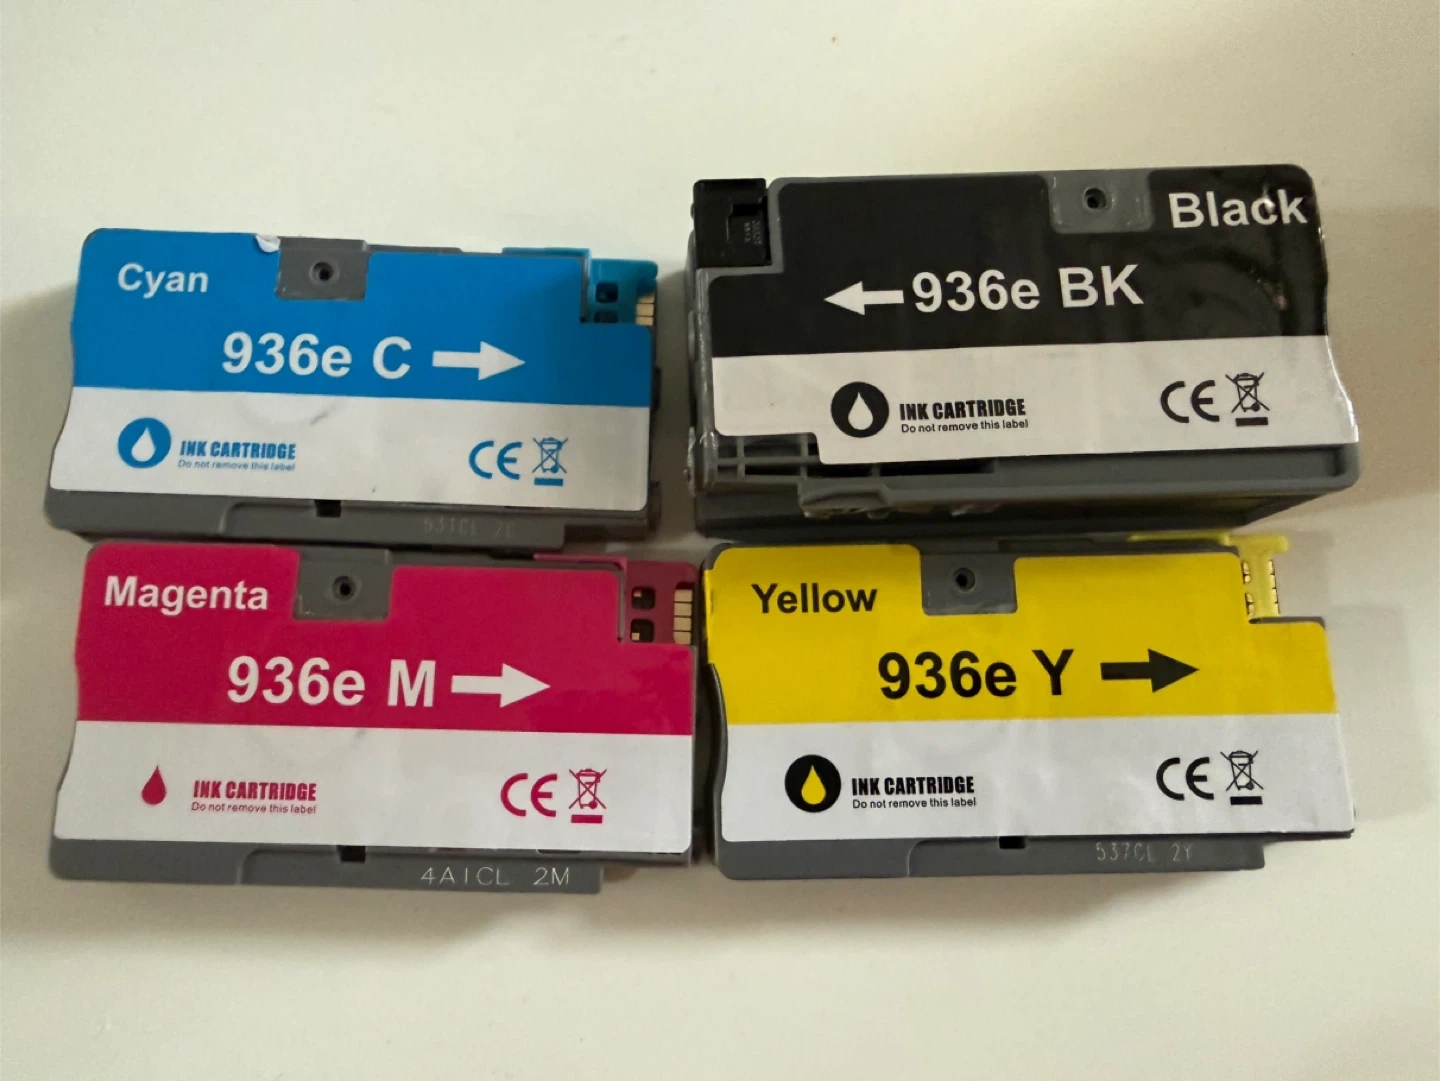 Cyan
936e C
INK CARTRIDGE
Do not remove this label
CE
Black
936e BK
INK CARTRIDGE
Do not remove this label
CE
Magenta
936e M
INK CARTRIDGE
Do not remove this label
CE
4A1CL 2M
Yellow
936e Y
INK CARTRIDGE
Do not remove this label
CE
537CL 2Y